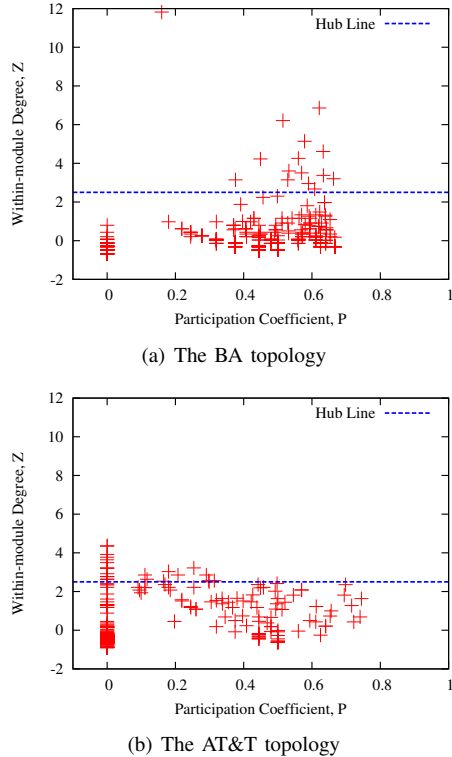 12
Hub Line
10
8
6
4
2
0
-2
0 0.2 0.4 0.6 0.8 1
Within-module Degree, Z
Participation Coefficient, P
(a) The BA topology
12
Hub Line
10
8
6
4
2
0
-2
0 0.2 0.4 0.6 0.8 1
Within-module Degree, Z
Participation Coefficient, P
(b) The AT&T topology